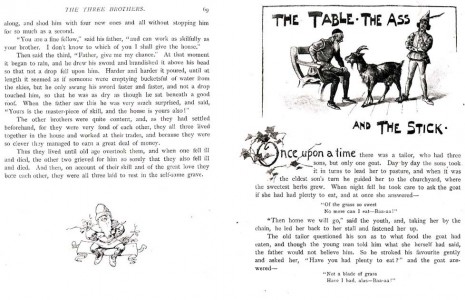 THE THREE BROTHERS. 69
along, and shod him with four new ones and all without stopping him
for so much as a second.
"You are a fine fellow," said his father, "and can work as skilfully as
your brother. I don't know to which of you I shall give the house."
Then said the third, "Father, give me my chance." At that moment
it began to rain, and he drew his sword and brandished it above his head
so that not a drop fell upon him. Harder and harder it poured, until at
length it seemed as if someone were emptying bucketsful of water from
the skies, but he only swung his sword faster and faster, and not a drop
touched him, so that he was as dry as though he sat beneath a good
roof. When the father saw this he was very much surprised, and said,
"Yours is the master-piece of skill, and the house is yours also!"
The other brothers were quite content, and, as they had settled
beforehand, for they were very fond of each other, they all three lived
together in the house and worked at their trades, and because they were
so clever they managed to earn a great deal of money.
Thus they lived until old age overtook them, and when one fell ill
and died, the other two grieved for him so sorely that they also fell ill
and died. Then, on account of their skill and of the great love they
bore each other, they were all three laid to rest in the self-same grave.
THE TABLE · THE ASS
AND THE STICK.
Once upon a time there was a tailor, who had three
sons, but only one goat. Day by day the sons took
it in turns to lead her to pasture, and when it was
the eldest son's turn he guided her to the churchyard, where
the sweetest herbs grew. When night fell he took care to ask the goat
if she had had plenty to eat, and at once she answered—
"Of the grass so sweet
No more can I eat—Baa-aa!"
"Then home we will go," said the youth, and, taking her by the
chain, he led her back to her stall and fastened her up.
The old tailor questioned his son as to what food the goat had
eaten, and though the young man told him what she herself had said,
the father would not believe him. So he stroked his favourite gently
and asked her, "Have you had plenty to eat?" and the goat an-
swered—
"Not a blade of grass
Have I had, alas—Baa-aa!"